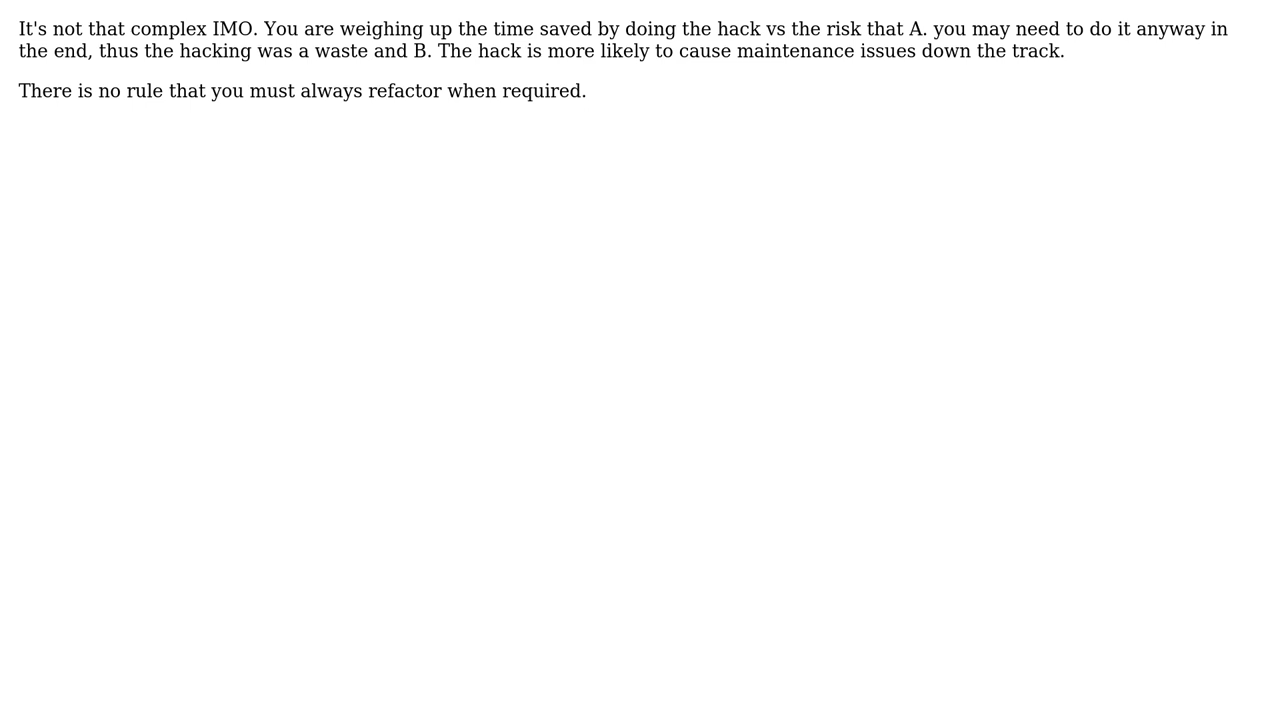 It's not that complex IMO. You are weighing up the time saved by doing the hack vs the risk that A. you may need to do it anyway in
the end, thus the hacking was a waste and B. The hack is more likely to cause maintenance issues down the track.
There is no rule that you must always refactor when required.